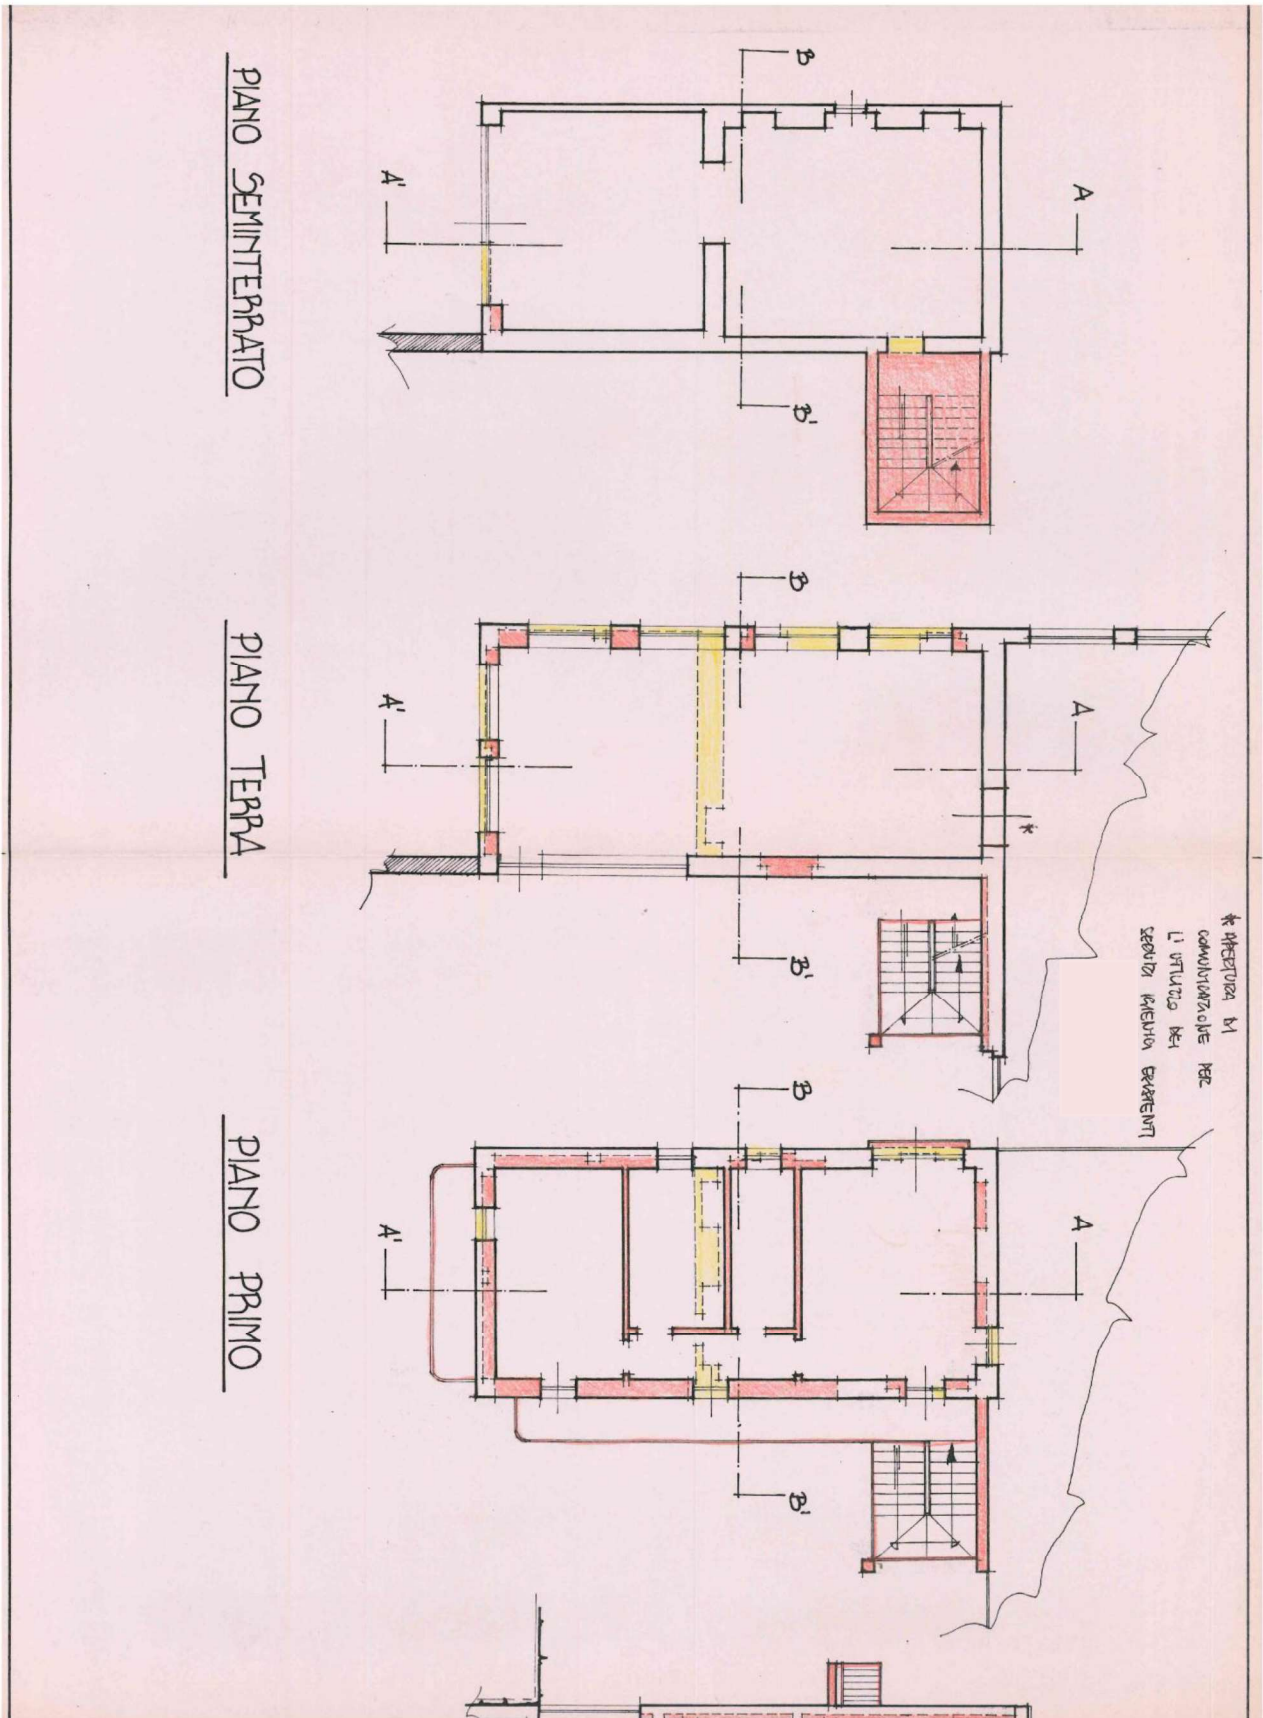 PIANO SEMINTERRATO
B
B'
A'
A
PIANO TERRA
B
B'
A'
A
*
PIANO PRIMO
B
B'
A'
A
* APERTURA DI
COMUNICAZIONE PER
L' UTILIZZO DEI
SERVIZI IGIENICI ESISTENTI